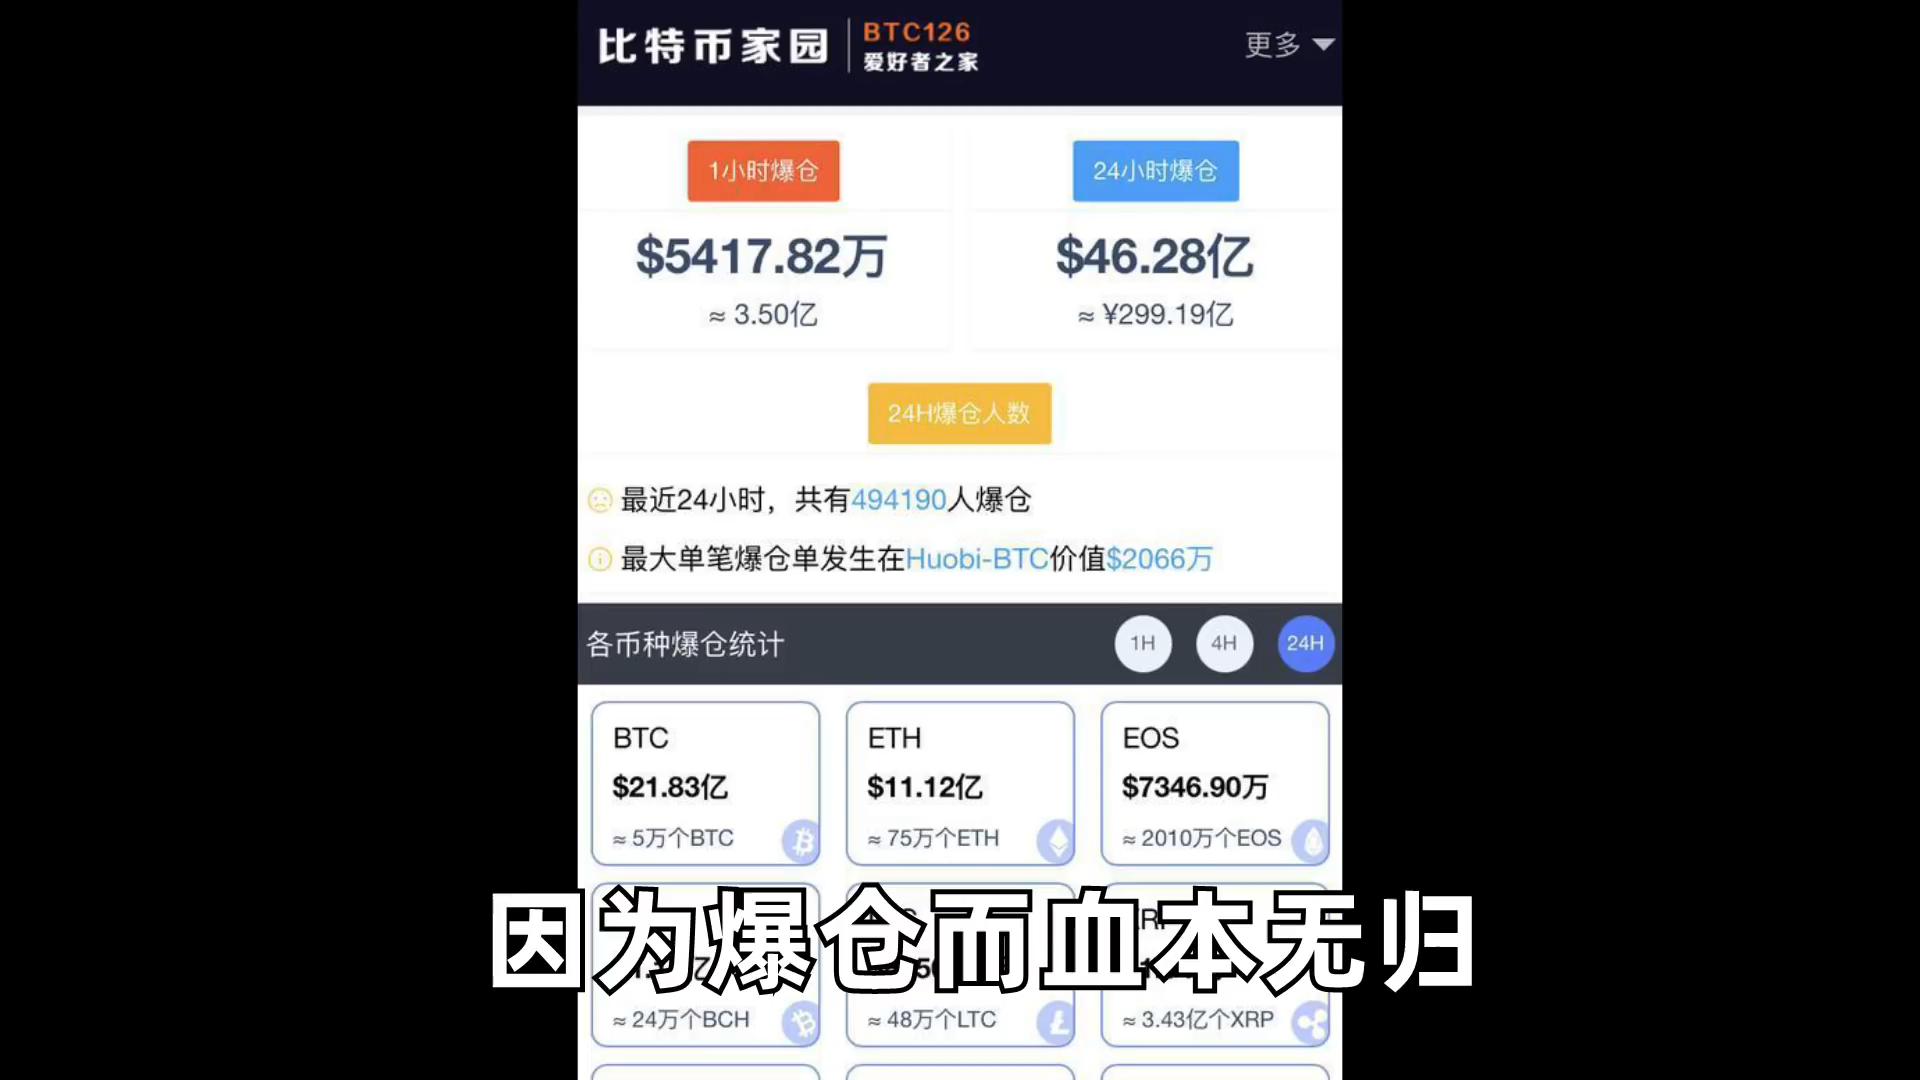 比特币家园
BTC126
爱好者之家
更多
1小时爆仓
24小时爆仓
$5417.82万
$46.28亿
≈ 3.50亿
≈ ¥299.19亿
24H爆仓人数
最近24小时，共有494190人爆仓
最大单笔爆仓单发生在Huobi-BTC价值$2066万
各币种爆仓统计
1H
4H
24H
BTC
$21.83亿
≈ 5万个BTC
ETH
$11.12亿
≈ 75万个ETH
EOS
$7346.90万
≈ 2010万个EOS
因为爆仓而血本无归
≈ 24万个BCH
≈ 48万个LTC
≈ 3.43亿个XRP